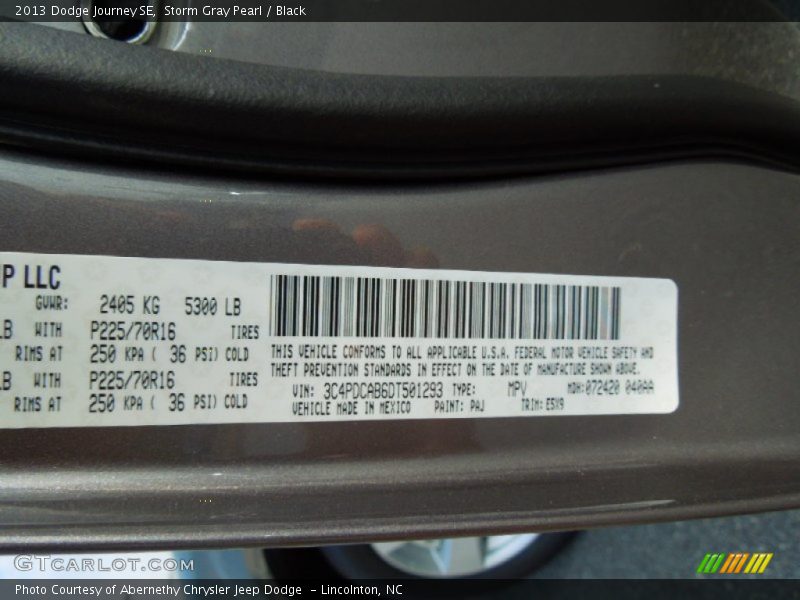 2013 Dodge Journey SE, Storm Gray Pearl / Black
P LLC
GVWR: 2405 KG 5300 LB
LB WITH P225/70R16 TIRES
RIMS AT 250 KPA ( 36 PSI) COLD
LB WITH P225/70R16 TIRES
RIMS AT 250 KPA ( 36 PSI) COLD
THIS VEHICLE CONFORMS TO ALL APPLICABLE U.S.A. FEDERAL MOTOR VEHICLE SAFETY AND
THEFT PREVENTION STANDARDS IN EFFECT ON THE DATE OF MANUFACTURE SHOWN ABOVE.
VIN: 3C4PDCAB6DT501293 TYPE: MPV MDH:072420 040AA
VEHICLE MADE IN MEXICO PAINT: PAJ TRIM: E5X9
GTCARLOT.COM
Photo Courtesy of Abernethy Chrysler Jeep Dodge - Lincolnton, NC